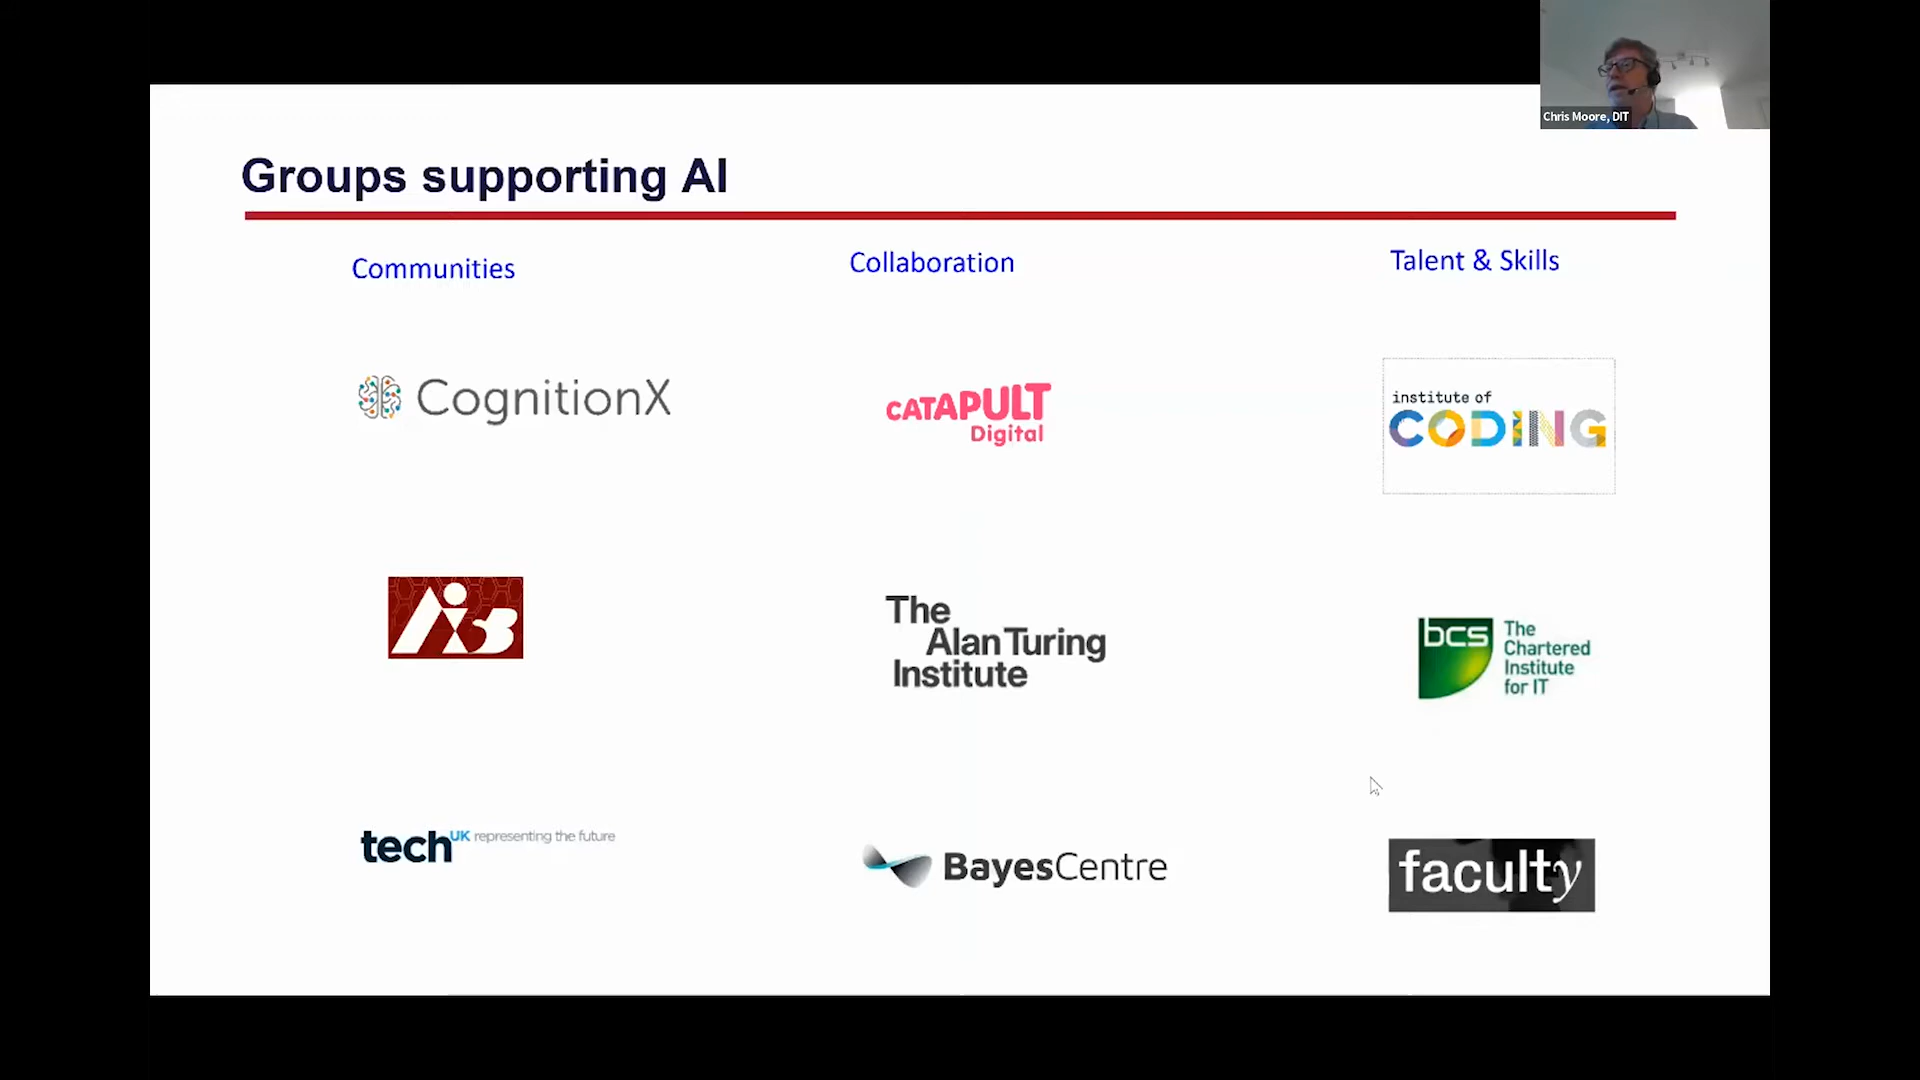 Chris Moore, DIT
Groups supporting AI
Communities
Collaboration
Talent & Skills
CognitionX
CATAPULT
Digital
institute of
CODING
AiSB
The
Alan Turing
Institute
bcs
The
Chartered
Institute
for IT
techUK representing the future
BayesCentre
faculty